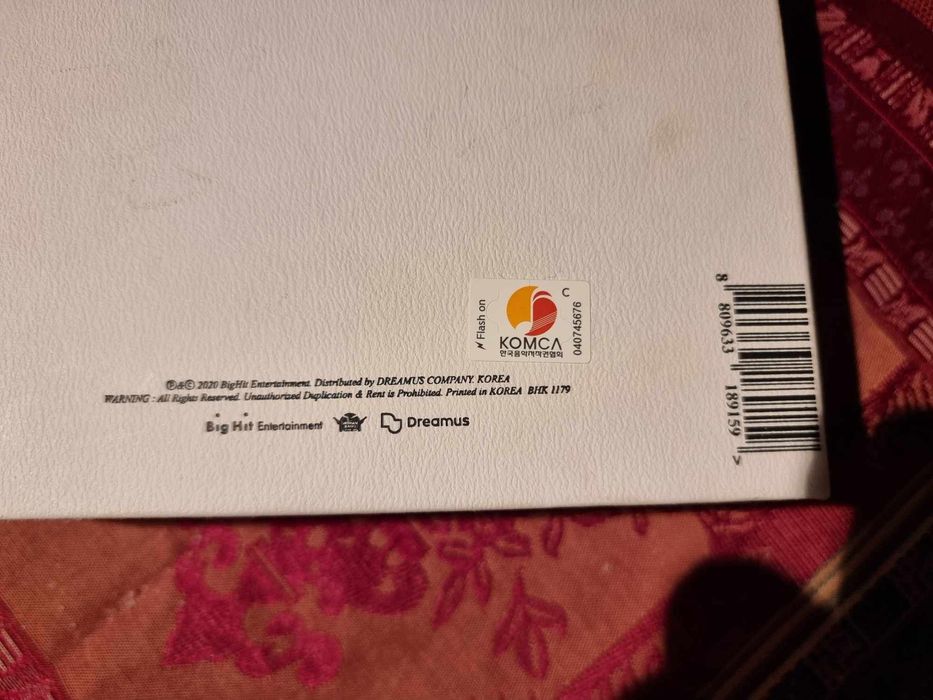 Flash on
C
KOMCA
한국음악저작권협회
040745676
8 809633 189159 >
Ⓟ&ⓒ 2020 BigHit Entertainment. Distributed by DREAMUS COMPANY. KOREA
WARNING : All Rights Reserved. Unauthorized Duplication & Rent is Prohibited. Printed in KOREA BHK 1179
Big Hit Entertainment
Dreamus